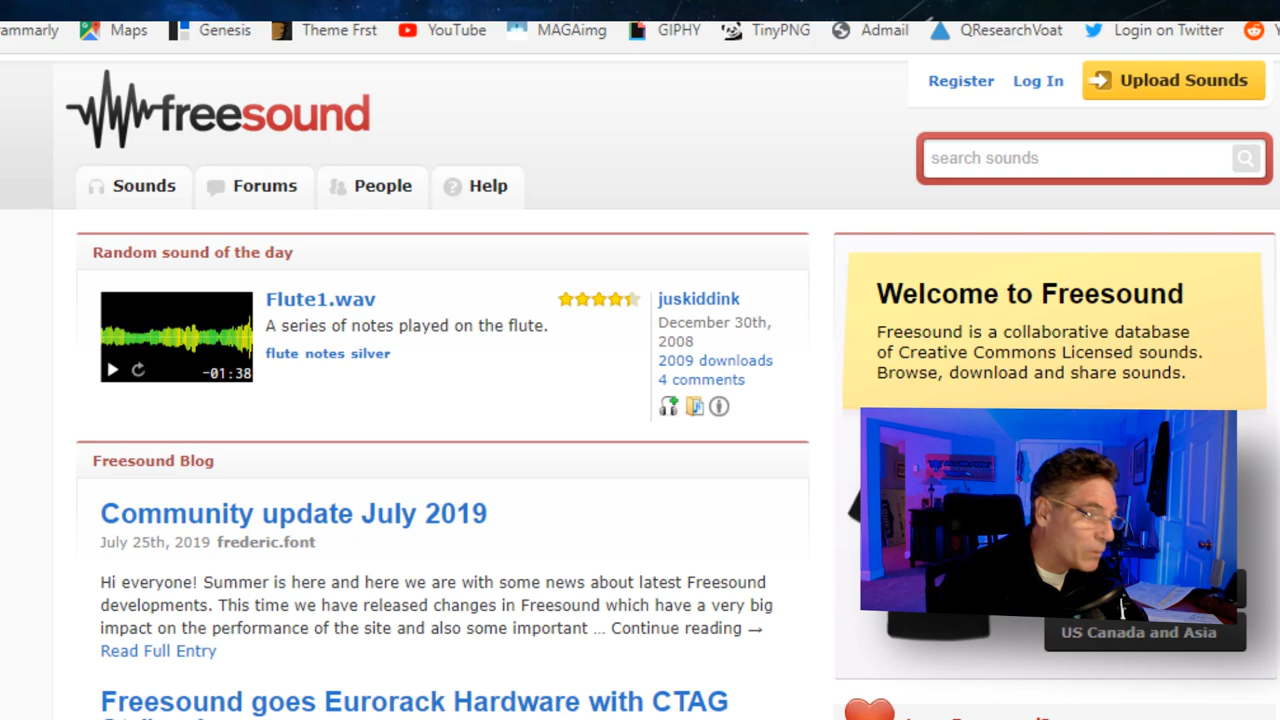 ammarly Maps Genesis Theme Frst YouTube MAGAimg GIPHY TinyPNG Admail QResearchVoat Login on Twitter
Register Log In Upload Sounds
freesound
search sounds
Sounds Forums People Help
Random sound of the day
Flute1.wav
A series of notes played on the flute.
flute notes silver
-01:38
juskiddink
December 30th,
2008
2009 downloads
4 comments
Welcome to Freesound
Freesound is a collaborative database
of Creative Commons Licensed sounds.
Browse, download and share sounds.
US Canada and Asia
Freesound Blog
Community update July 2019
July 25th, 2019 frederic.font
Hi everyone! Summer is here and here we are with some news about latest Freesound
developments. This time we have released changes in Freesound which have a very big
impact on the performance of the site and also some important ... Continue reading →
Read Full Entry
Freesound goes Eurorack Hardware with CTAG